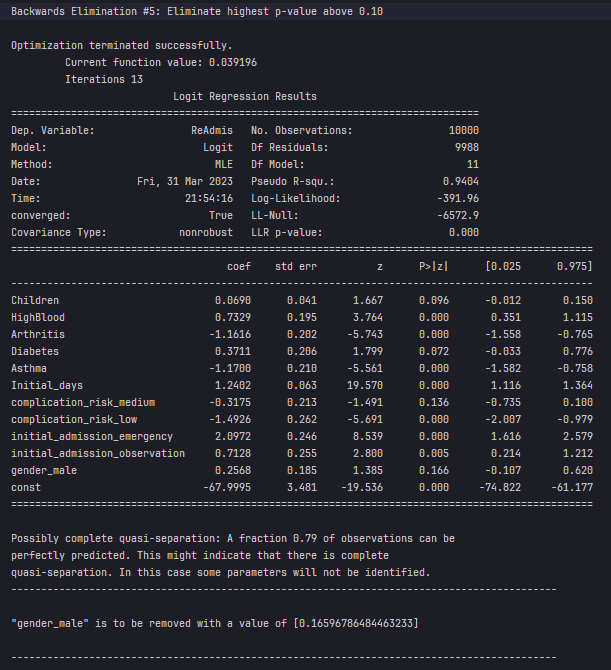 Backwards Elimination #5: Eliminate highest p-value above 0.10
Optimization terminated successfully.
         Current function value: 0.039196
         Iterations 13
                           Logit Regression Results
==============================================================================
Dep. Variable:                ReAdmis   No. Observations:                10000
Model:                          Logit   Df Residuals:                     9988
Method:                           MLE   Df Model:                           11
Date:                Fri, 31 Mar 2023   Pseudo R-squ.:                  0.9404
Time:                        21:54:16   Log-Likelihood:                -391.96
converged:                       True   LL-Null:                       -6572.9
Covariance Type:            nonrobust   LLR p-value:                     0.000
=================================================================================================
                                    coef    std err          z      P>|z|      [0.025      0.975]
-------------------------------------------------------------------------------------------------
Children                          0.0690      0.041      1.667      0.096      -0.012       0.150
HighBlood                         0.7329      0.195      3.764      0.000       0.351       1.115
Arthritis                        -1.1616      0.202     -5.743      0.000      -1.558      -0.765
Diabetes                          0.3711      0.206      1.799      0.072      -0.033       0.776
Asthma                           -1.1700      0.210     -5.561      0.000      -1.582      -0.758
Initial_days                      1.2402      0.063     19.570      0.000       1.116       1.364
complication_risk_medium         -0.3175      0.213     -1.491      0.136      -0.735       0.100
complication_risk_low            -1.4926      0.262     -5.691      0.000      -2.007      -0.979
initial_admission_emergency       2.0972      0.246      8.539      0.000       1.616       2.579
initial_admission_observation     0.7128      0.255      2.800      0.005       0.214       1.212
gender_male                       0.2568      0.185      1.385      0.166      -0.107       0.620
const                           -67.9995      3.481    -19.536      0.000     -74.822     -61.177
=================================================================================================
Possibly complete quasi-separation: A fraction 0.79 of observations can be
perfectly predicted. This might indicate that there is complete
quasi-separation. In this case some parameters will not be identified.
-------------------------------------------------------------------------------------------
"gender_male" is to be removed with a value of [0.16596786484463233]
-------------------------------------------------------------------------------------------